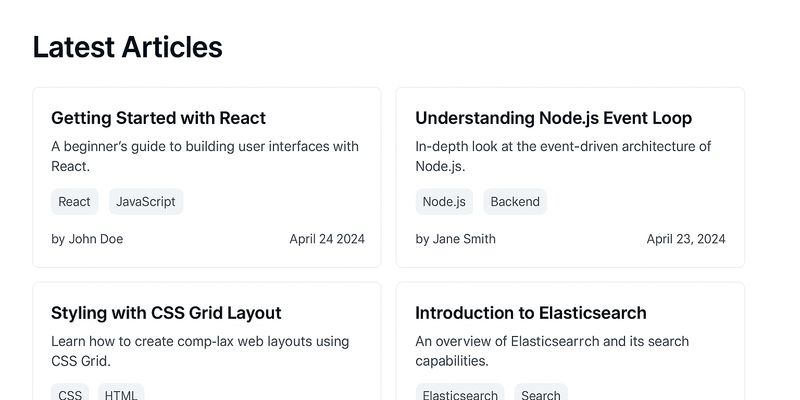 Latest Articles
Getting Started with React
A beginner’s guide to building user interfaces with
React.
React JavaScript
by John Doe April 24 2024
Understanding Node.js Event Loop
In-depth look at the event-driven architecture of
Node.js.
Node.js Backend
by Jane Smith April 23, 2024
Styling with CSS Grid Layout
Learn how to create comp-lax web layouts using
CSS Grid.
CSS HTML
Introduction to Elasticsearch
An overview of Elasticsearrch and its search
capabilities.
Elasticsearch Search